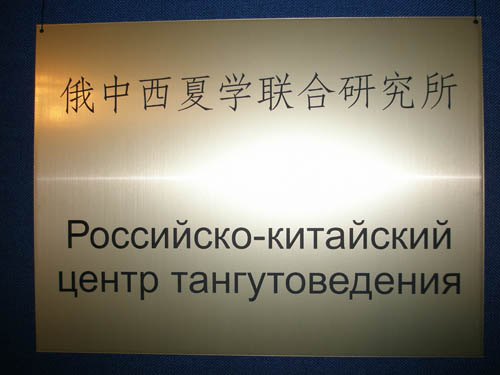 俄中西夏学联合研究所
Российско-китайский
центр тангутоведения